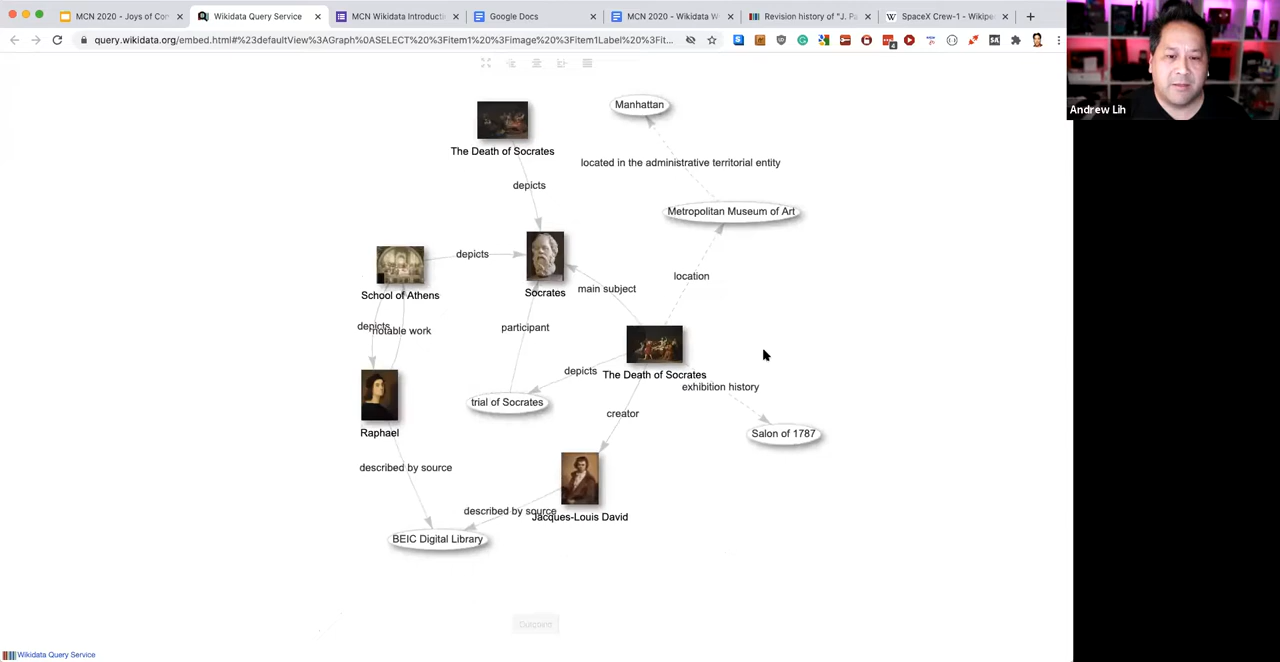 MCN 2020 - Joys of Con
Wikidata Query Service
MCN Wikidata Introducti
Google Docs
MCN 2020 - Wikidata W
Revision history of "J. Pa
SpaceX Crew-1 - Wikipe
query.wikidata.org/embed.html#%23defaultView%3AGraph%0ASELECT%20%3Fitem1%20%3Fimage%20%3Fitem1Label%20%3Fit...
Andrew Lih
Manhattan
The Death of Socrates
located in the administrative territorial entity
depicts
Metropolitan Museum of Art
depicts
location
Socrates
main subject
School of Athens
depicts
notable work
participant
depicts
The Death of Socrates
exhibition history
trial of Socrates
creator
Raphael
Salon of 1787
described by source
described by source
Jacques-Louis David
BEIC Digital Library
Outbound
Wikidata Query Service